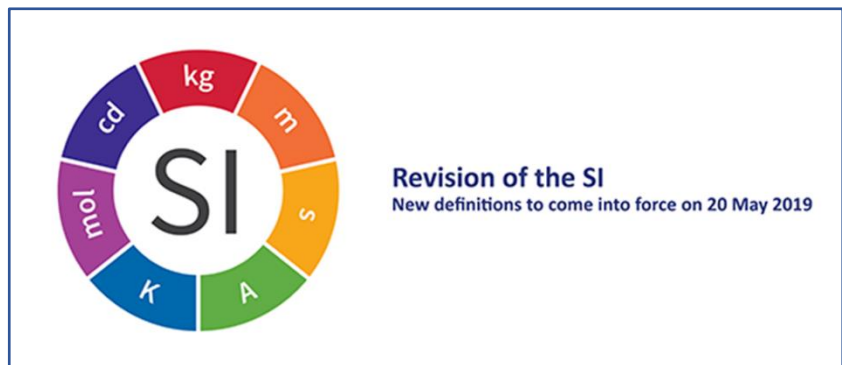 kg
m
s
A
K
mol
cd
SI
Revision of the SI
New definitions to come into force on 20 May 2019